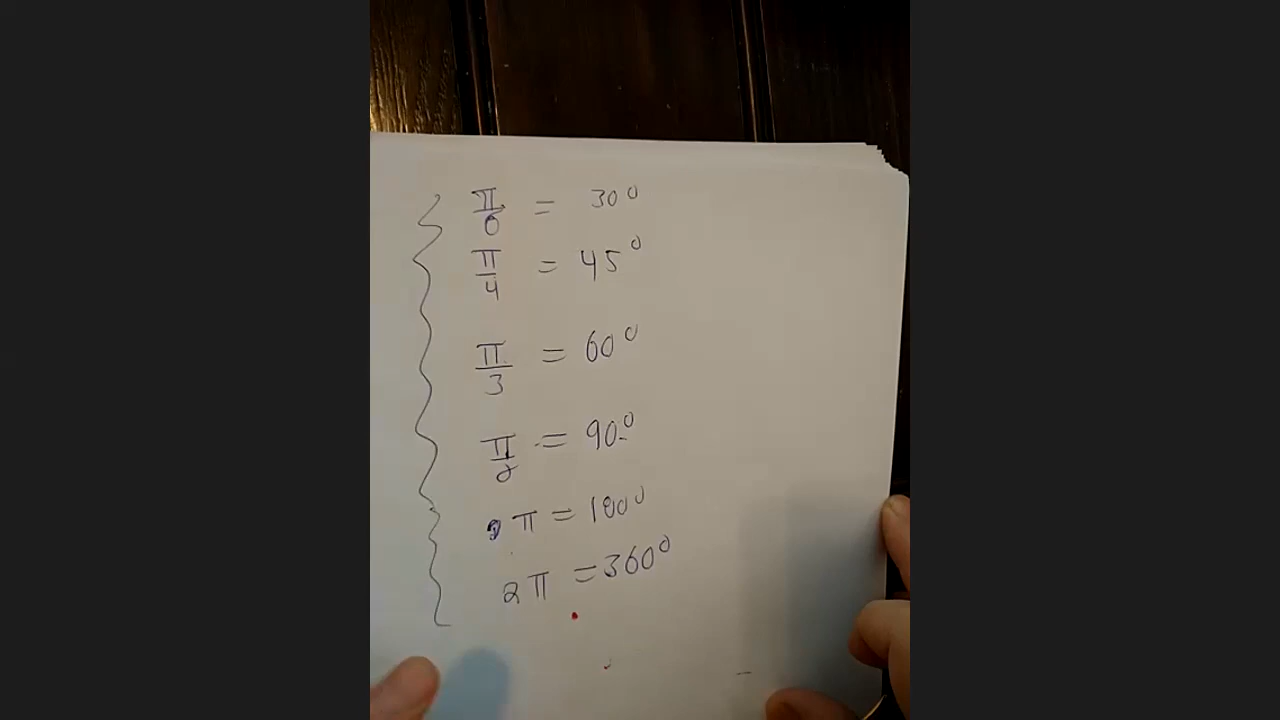 π/6 = 30°
π/4 = 45°
π/3 = 60°
π/2 = 90°
π = 180°
2π = 360°